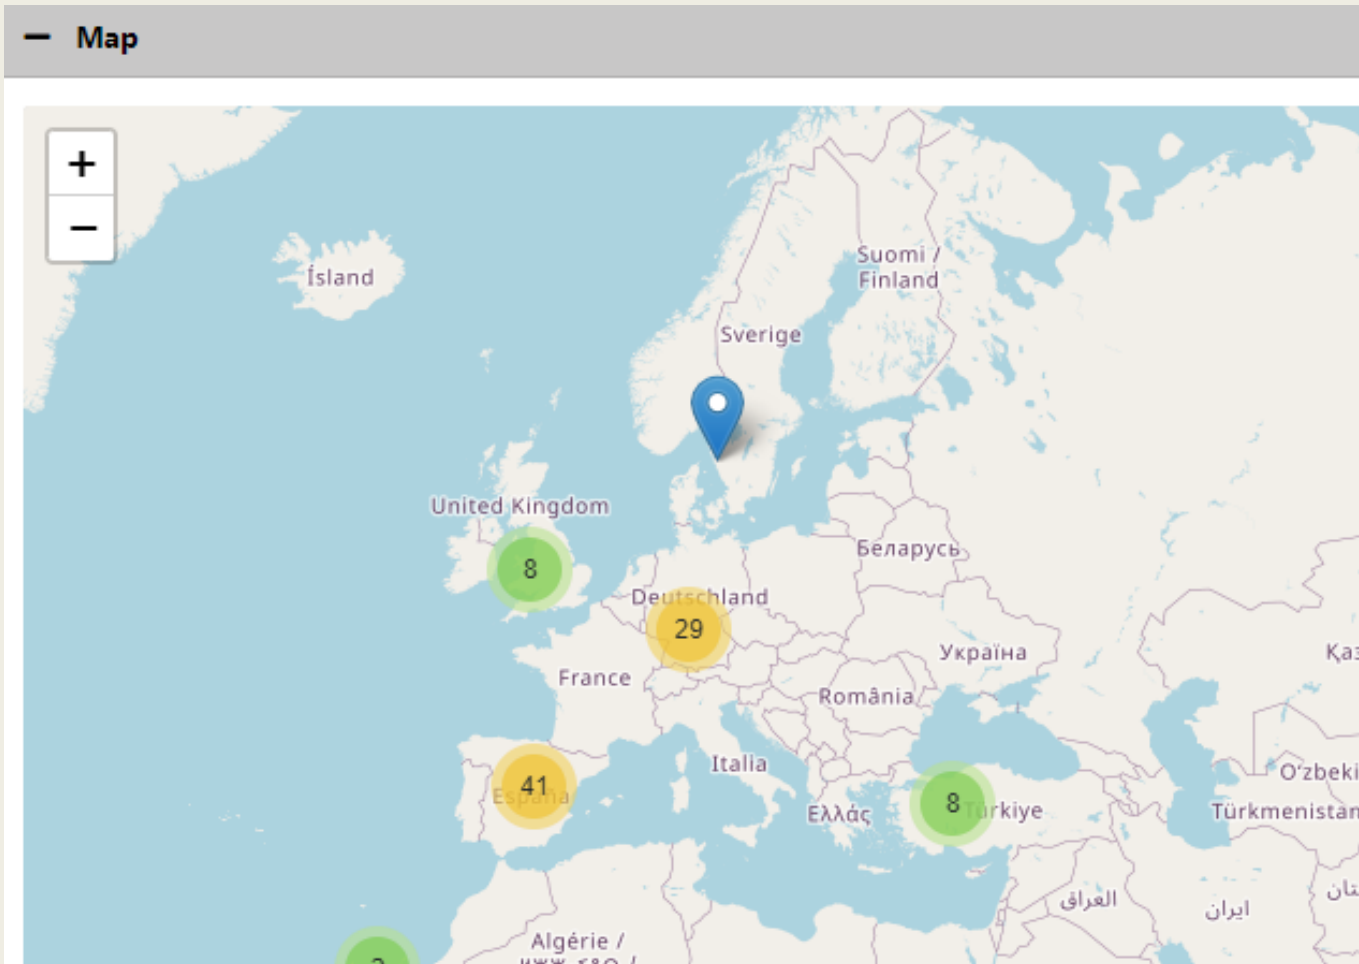 Map
+
−
Suomi /
Finland
Ísland
Sverige
United Kingdom
Беларусь
8
Deutschland
29
Україна
France
România
Italia
41
España
8
Türkiye
Ελλάς
Türkmenistan
العراق
ایران
Algérie /